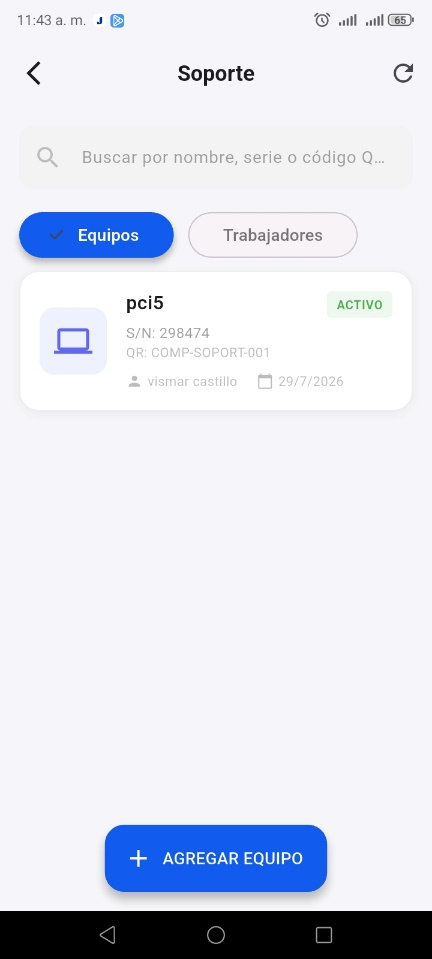 11:43 a. m. J
65
Soporte
Buscar por nombre, serie o código Q...
Equipos
Trabajadores
pci5
ACTIVO
S/N: 298474
QR: COMP-SOPORT-001
vismar castillo
29/7/2026
AGREGAR EQUIPO